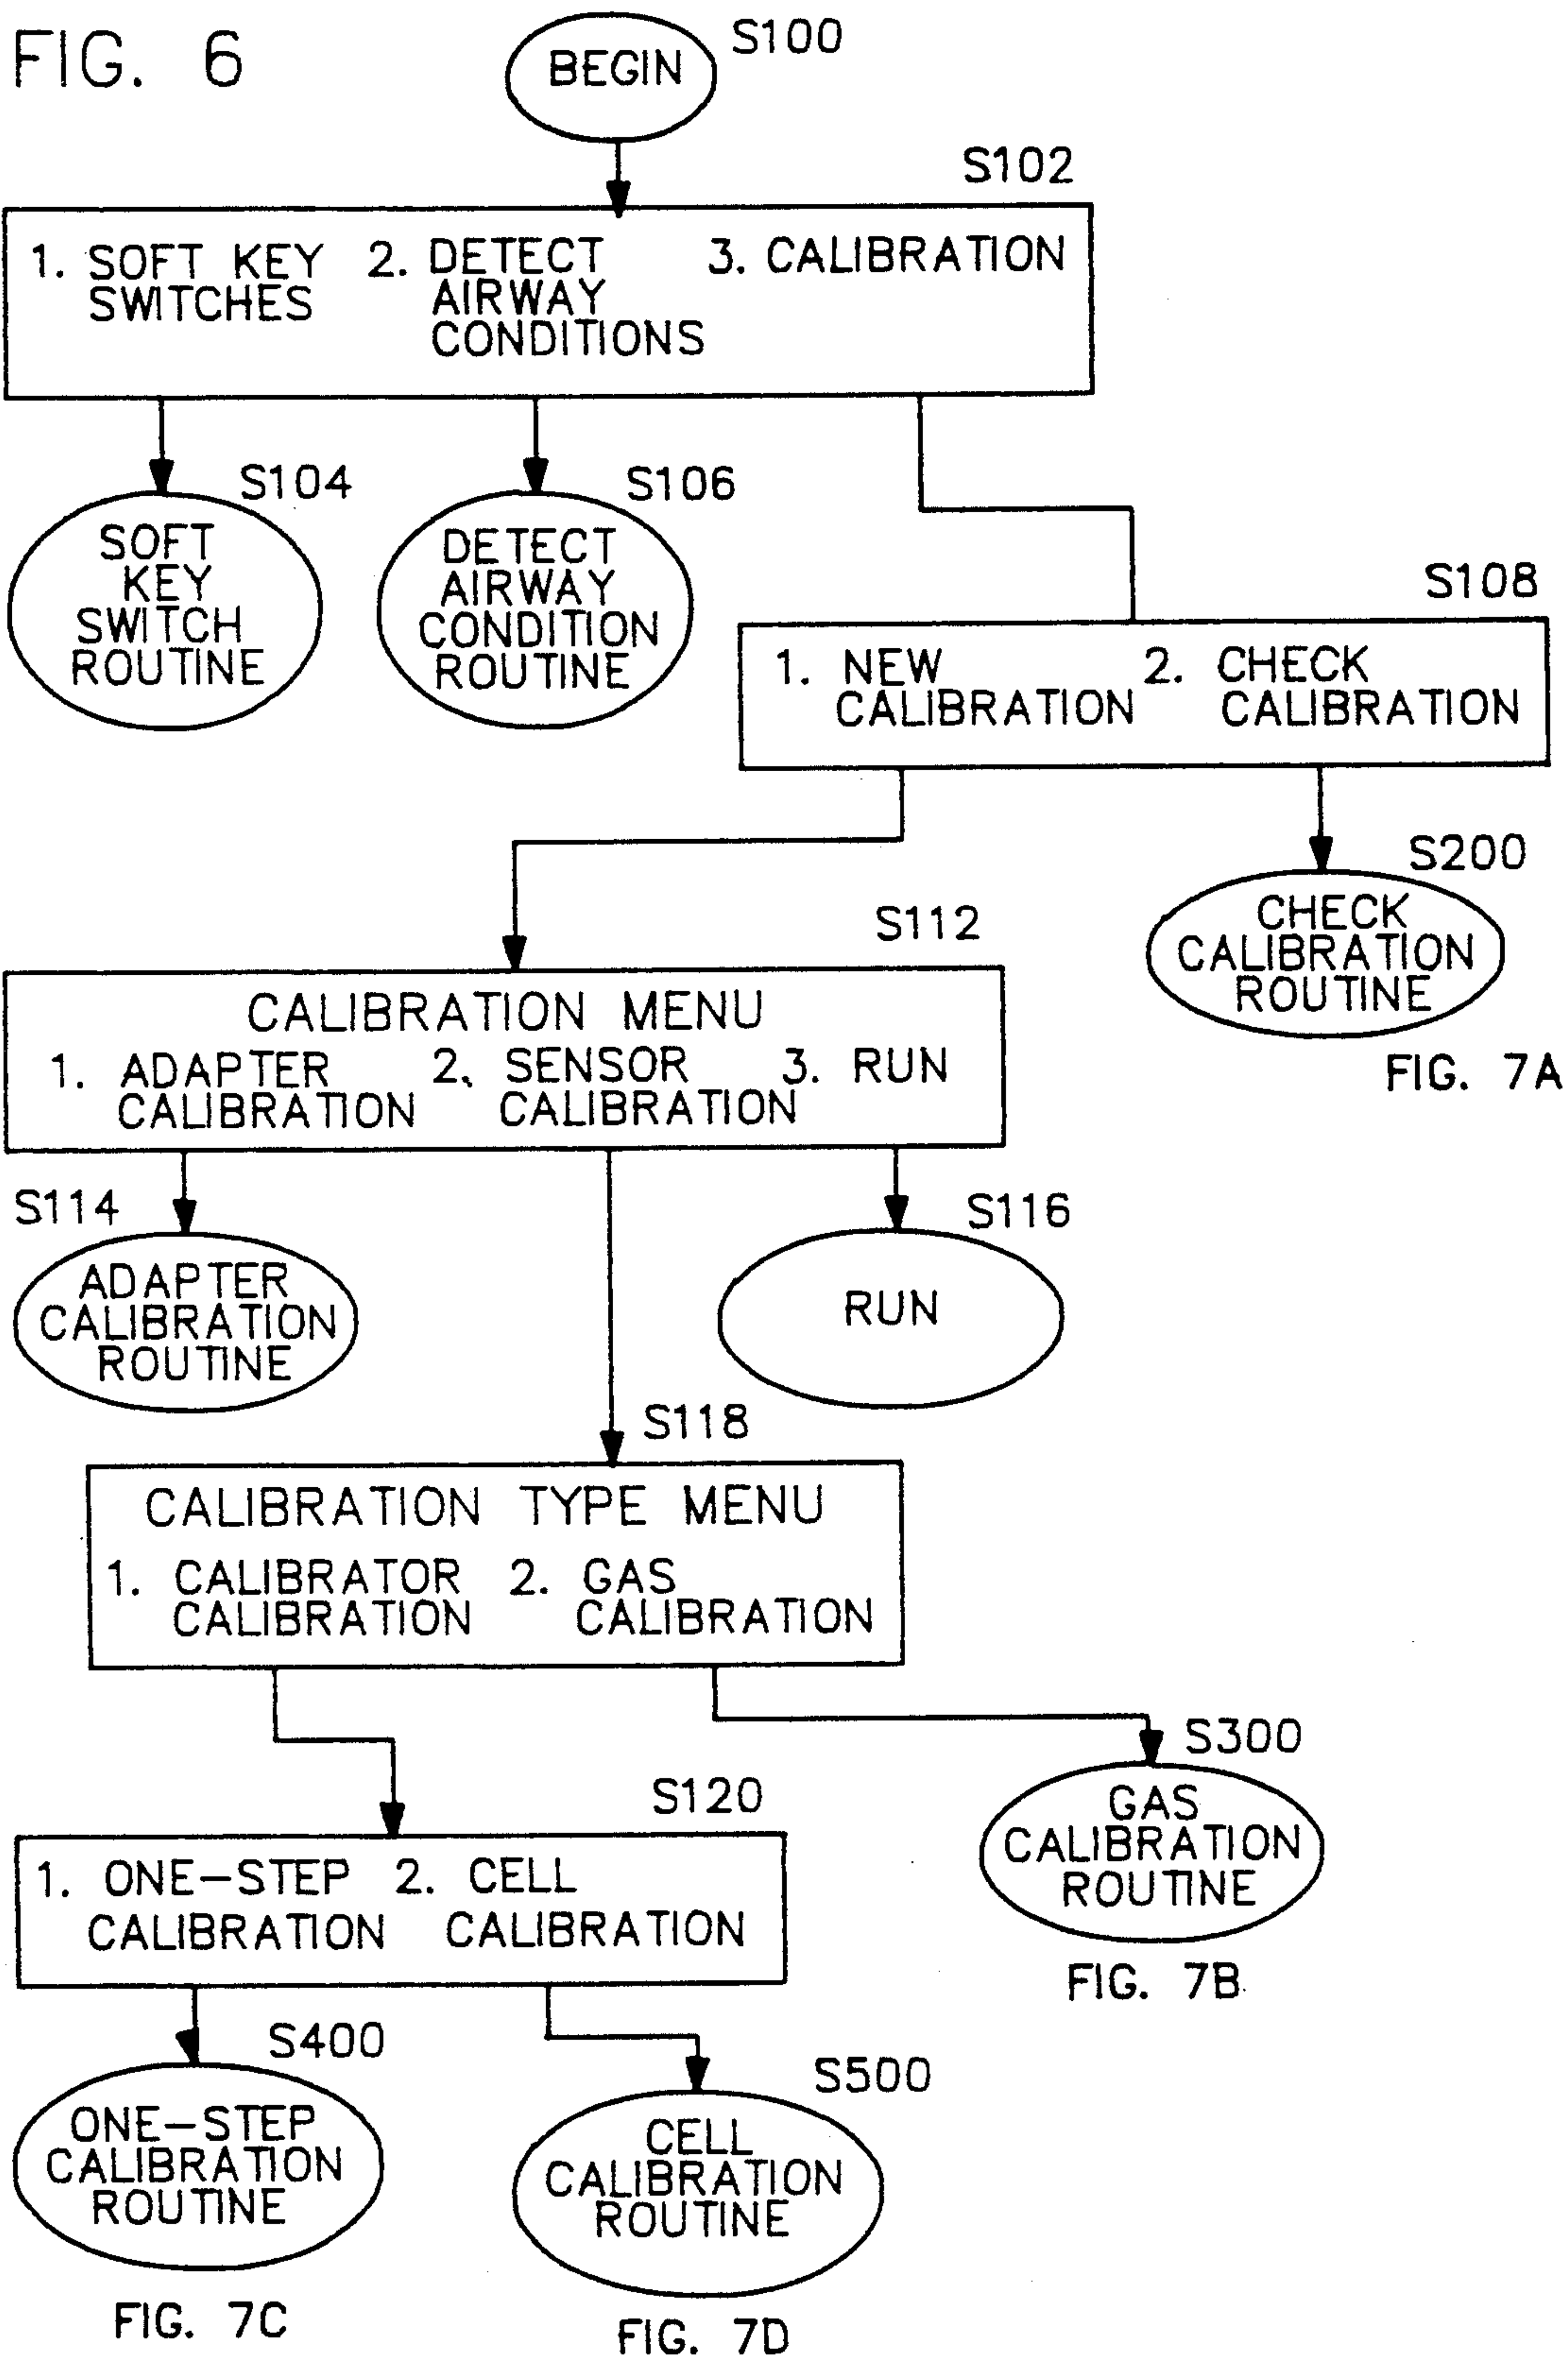 FIG. 6
BEGIN
S100
S102
1. SOFT KEY SWITCHES
2. DETECT AIRWAY CONDITIONS
3. CALIBRATION
S104
SOFT
KEY
SWITCH
ROUTINE
S106
DETECT
AIRWAY
CONDITION
ROUTINE
S108
1. NEW CALIBRATION
2. CHECK CALIBRATION
S200
CHECK
CALIBRATION
ROUTINE
FIG. 7A
S112
CALIBRATION MENU
1. ADAPTER CALIBRATION
2. SENSOR CALIBRATION
3. RUN
S114
ADAPTER
CALIBRATION
ROUTINE
S116
RUN
S118
CALIBRATION TYPE MENU
1. CALIBRATOR CALIBRATION
2. GAS CALIBRATION
S300
GAS
CALIBRATION
ROUTINE
FIG. 7B
S120
1. ONE-STEP CALIBRATION
2. CELL CALIBRATION
S400
ONE-STEP
CALIBRATION
ROUTINE
FIG. 7C
S500
CELL
CALIBRATION
ROUTINE
FIG. 7D